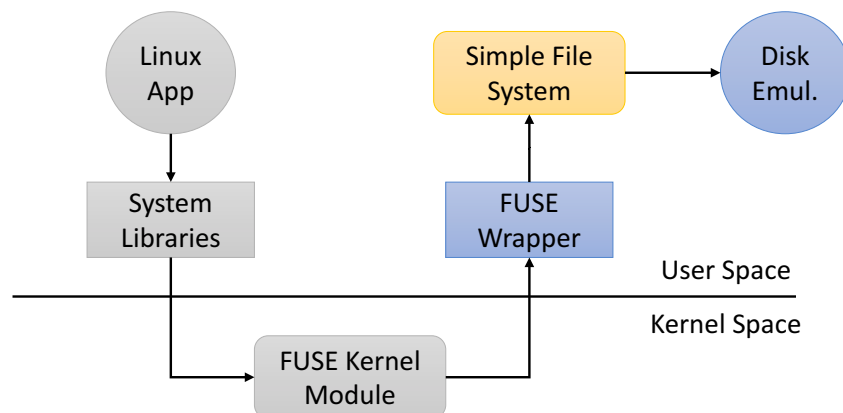 Linux
App
Simple File
System
Disk
Emul.
System
Libraries
FUSE
Wrapper
User Space
Kernel Space
FUSE Kernel
Module